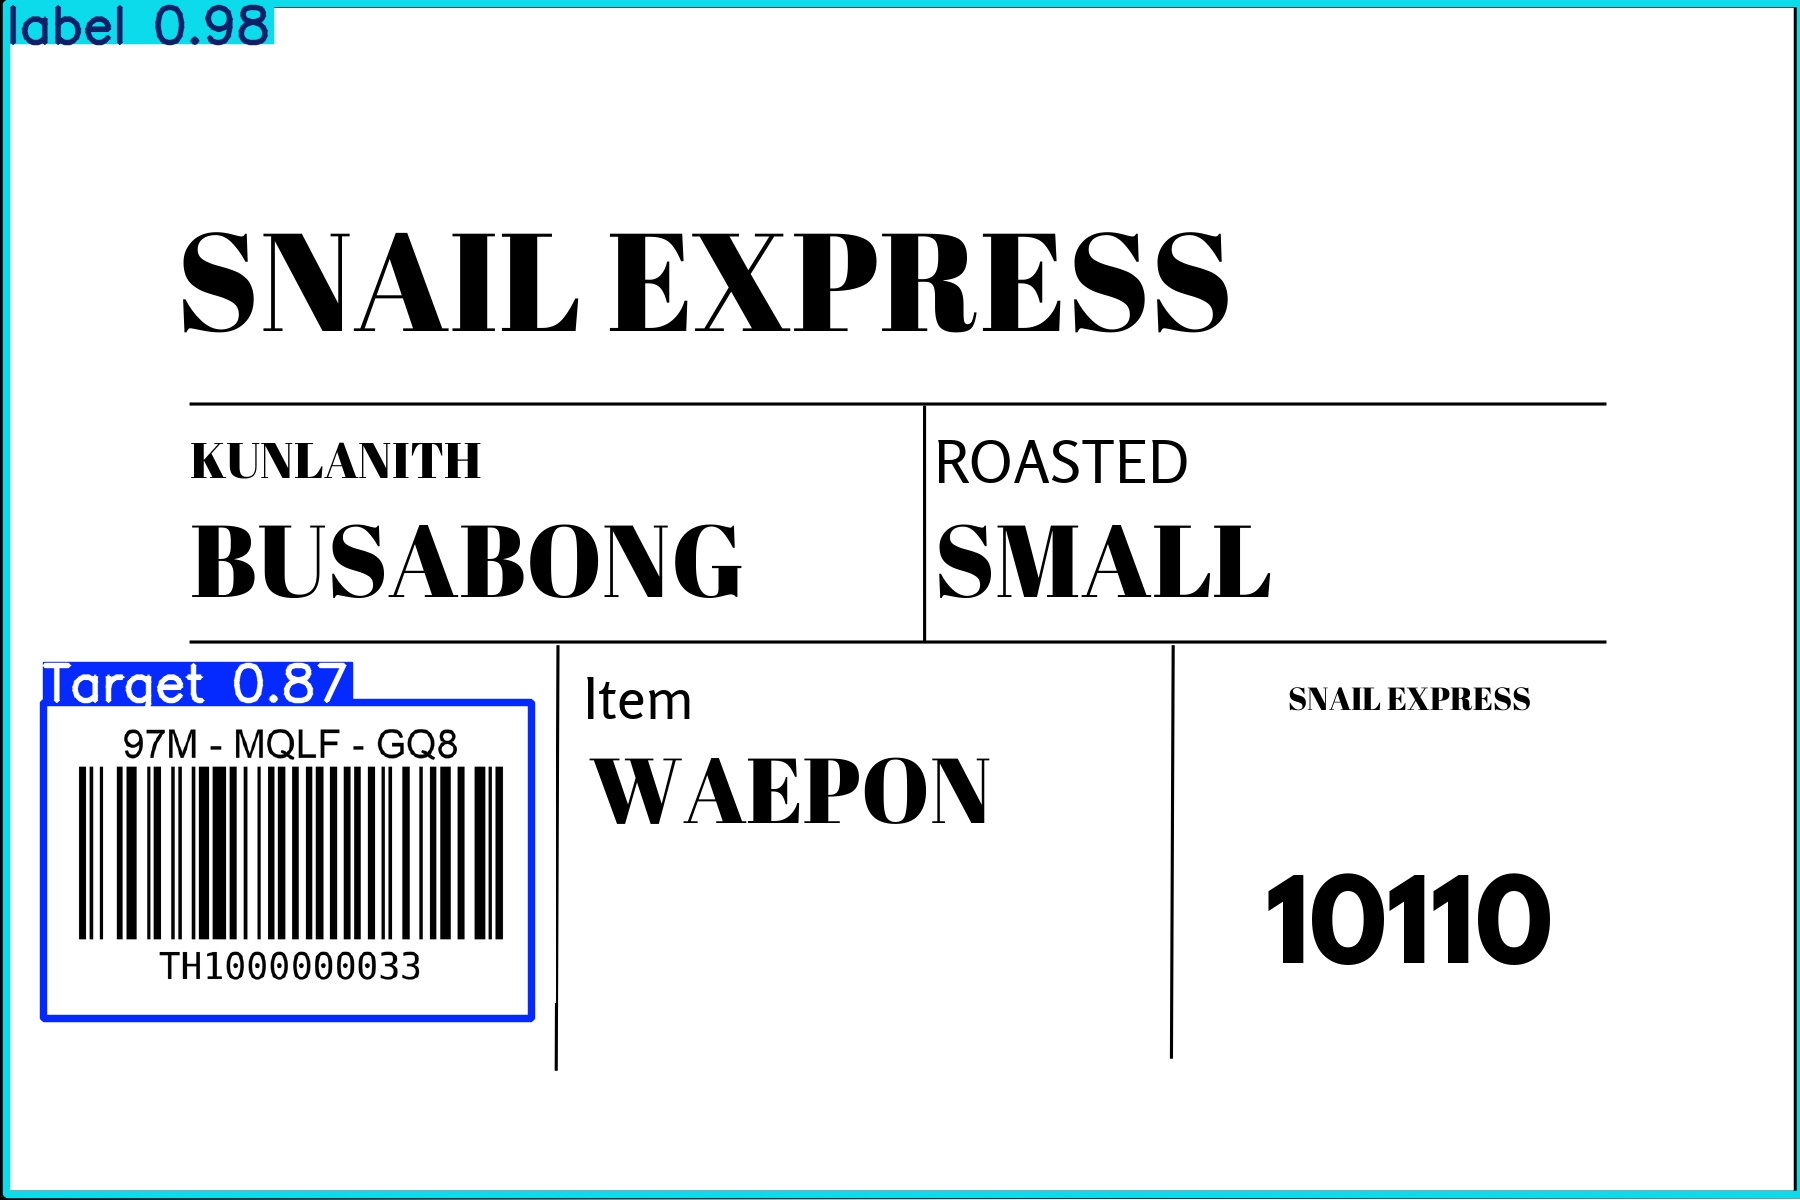 label 0.98
SNAIL EXPRESS
KUNLANITH
BUSABONG
ROASTED
SMALL
Target 0.87
97M - MQLF - GQ8
TH1000000033
Item
WAEPON
SNAIL EXPRESS
10110